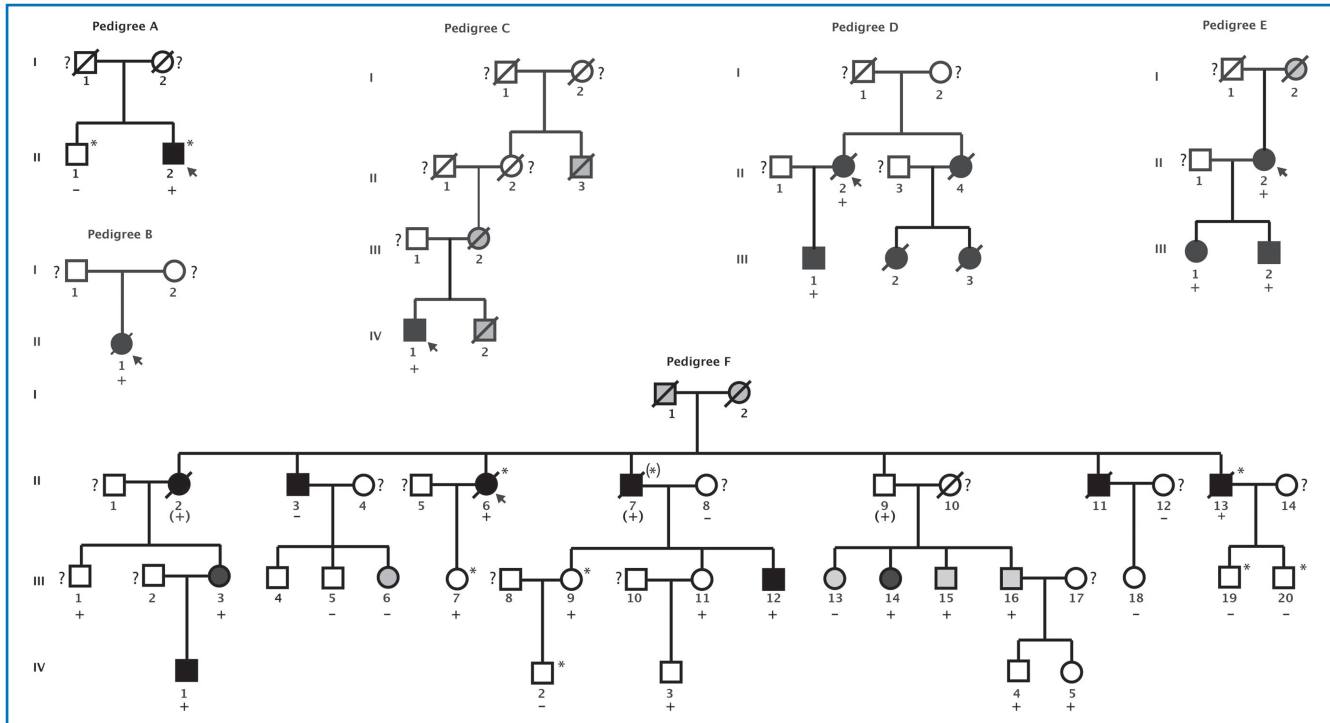 Pedigree A
I
? ?
1 2
II
* *
1 2
− +
Pedigree B
I
? ?
1 2
II
1
+
Pedigree C
I
? ?
1 2
II
? ?
1 2 3
III
?
1 2
IV
1 2
+
Pedigree D
I
? ?
1 2
II
? ?
1 2 3 4
+
III
1 2 3
+
Pedigree E
I
?
1 2
II
?
1 2
+
III
1 2
+ +
Pedigree F
I
1 2
II
? ? ? * (*) ? ? ? * ?
1 2 3 4 5 6 7 8 9 10 11 12 13 14
(+) − + (+) − (+) − +
III
? ? * ? * ? ? * *
1 2 3 4 5 6 7 8 9 10 11 12 13 14 15 16 17 18 19 20
+ + − − + + + + − + + + − − −
IV
*
1 2 3 4 5
+ − + + +